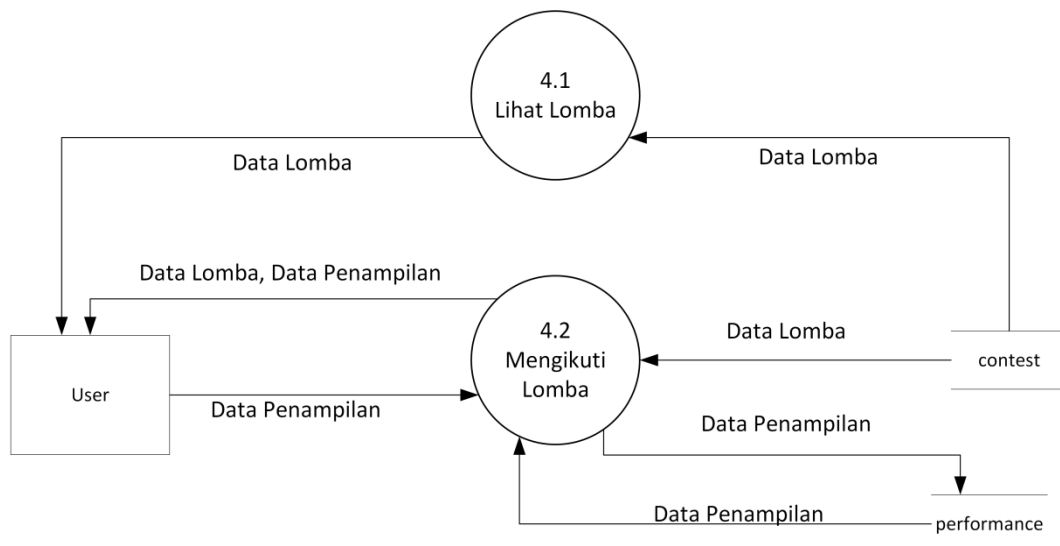 4.1
Lihat Lomba
Data Lomba
Data Lomba
Data Lomba, Data Penampilan
4.2
Mengikuti
Lomba
Data Lomba
contest
User
Data Penampilan
Data Penampilan
Data Penampilan
performance